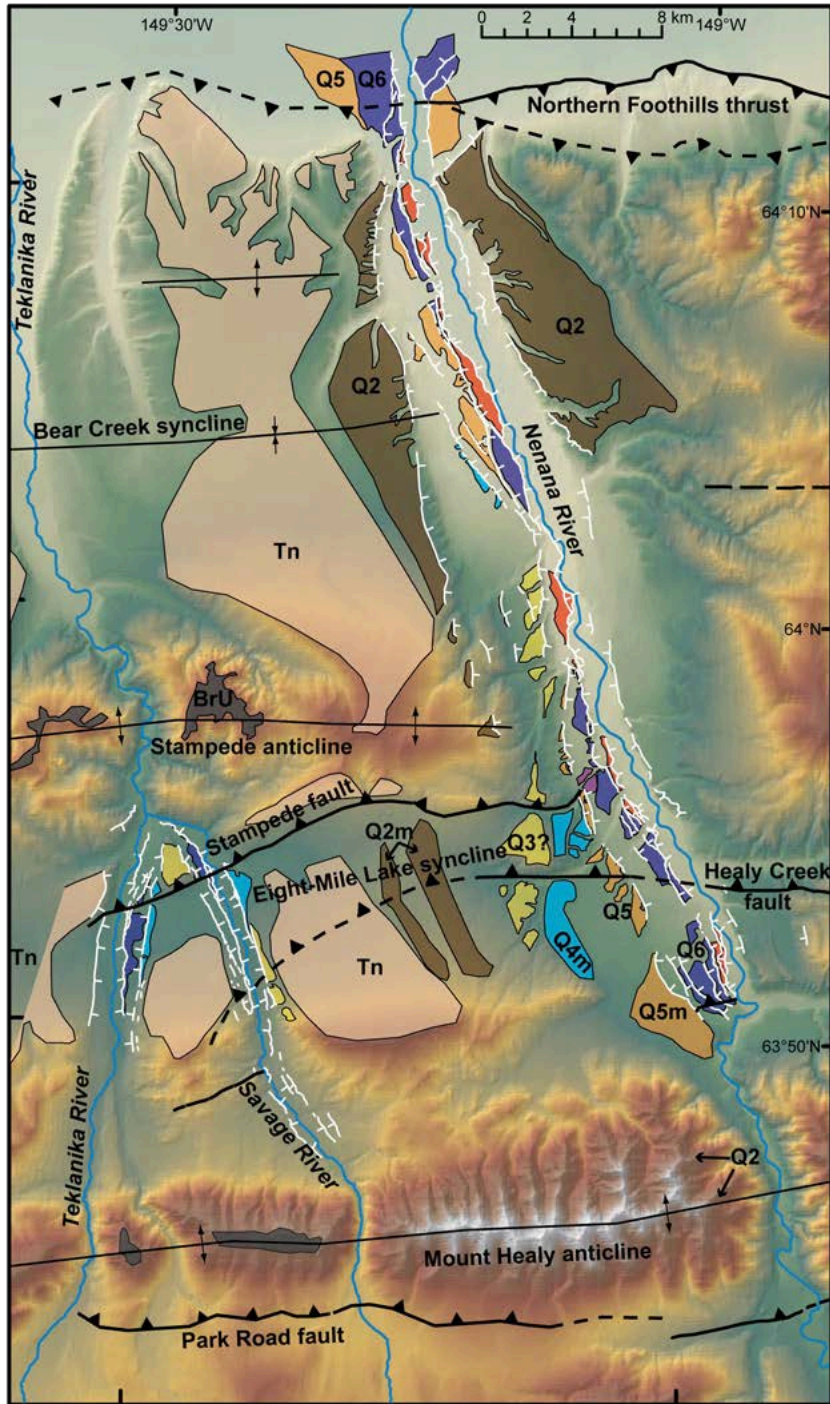 149°30'W
0 2 4 8 km
149°W
Q5
Q6
Northern Foothills thrust
64°10'N
Teklanika River
Q2
Q2
Bear Creek syncline
Nenana River
Tn
64°N
BrU
Stampede anticline
Stampede fault
Q2m
Q3?
Eight-Mile Lake syncline
Healy Creek
fault
Q5
Tn
Tn
Q4m
Q6
Q5m
63°50'N
Teklanika River
Savage River
Q2
Mount Healy anticline
Park Road fault